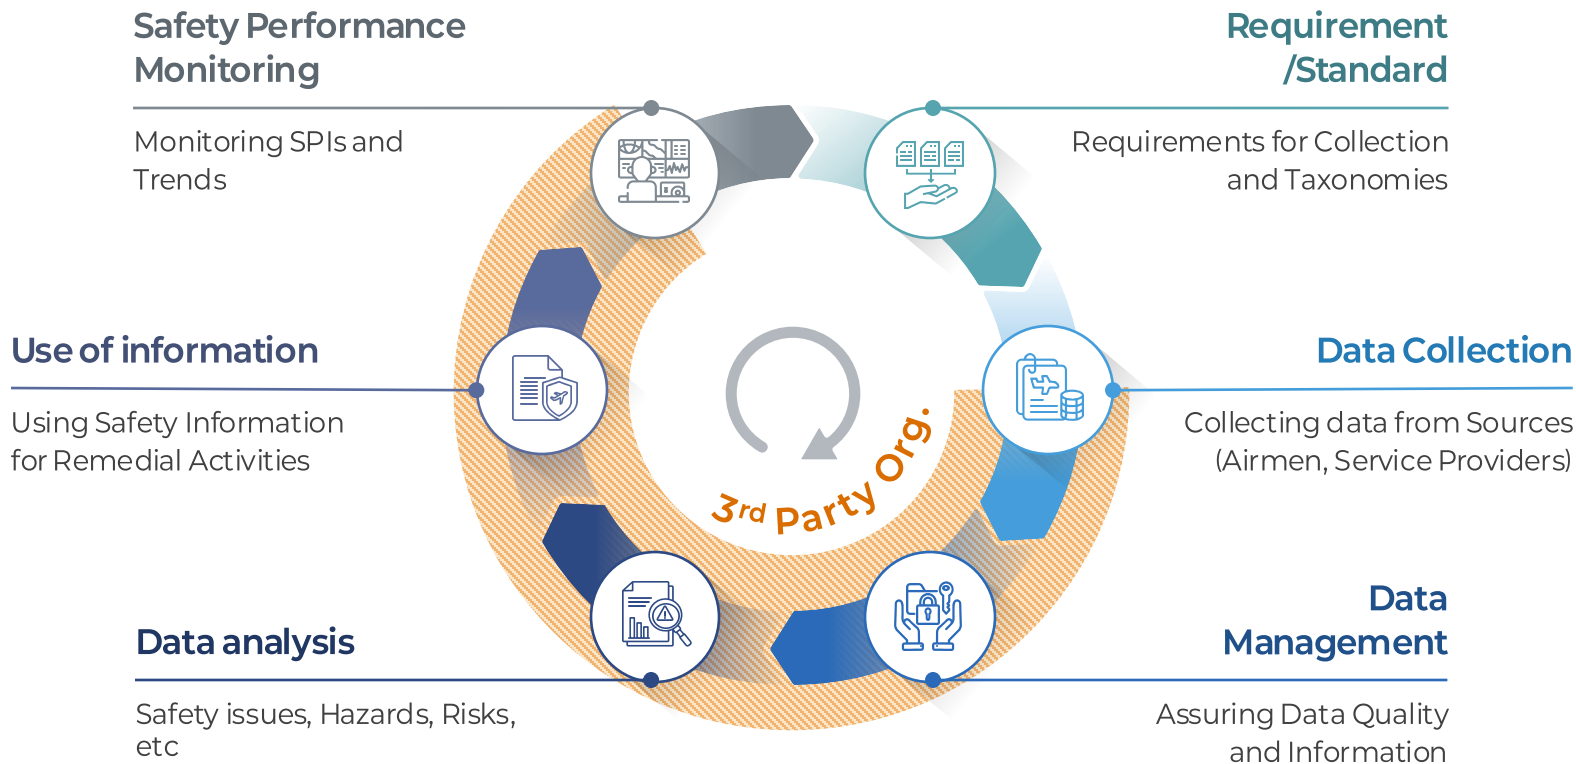 Safety Performance
Monitoring
Monitoring SPIs and
Trends
Requirement
/Standard
Requirements for Collection
and Taxonomies
Use of information
Using Safety Information
for Remedial Activities
Data Collection
Collecting data from Sources
(Airmen, Service Providers)
3rd Party Org.
Data analysis
Safety issues, Hazards, Risks,
etc
Data
Management
Assuring Data Quality
and Information